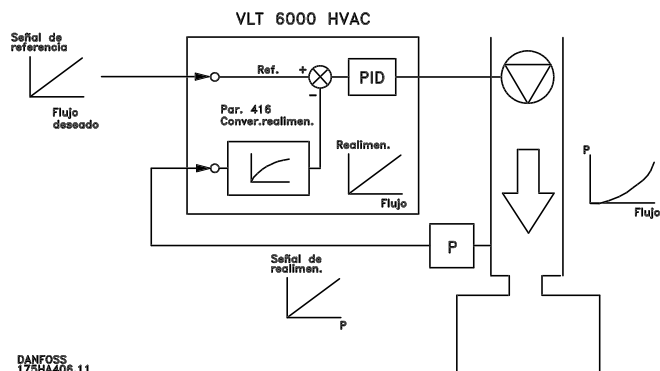 VLT 6000 HVAC
Señal de
referencia
Flujo
deseado
Ref.
+
−
PID
Par. 416
Conver.realimen.
Realimen.
Flujo
P
Flujo
P
Señal de
realimen.
P
DANFOSS
175HA406.11